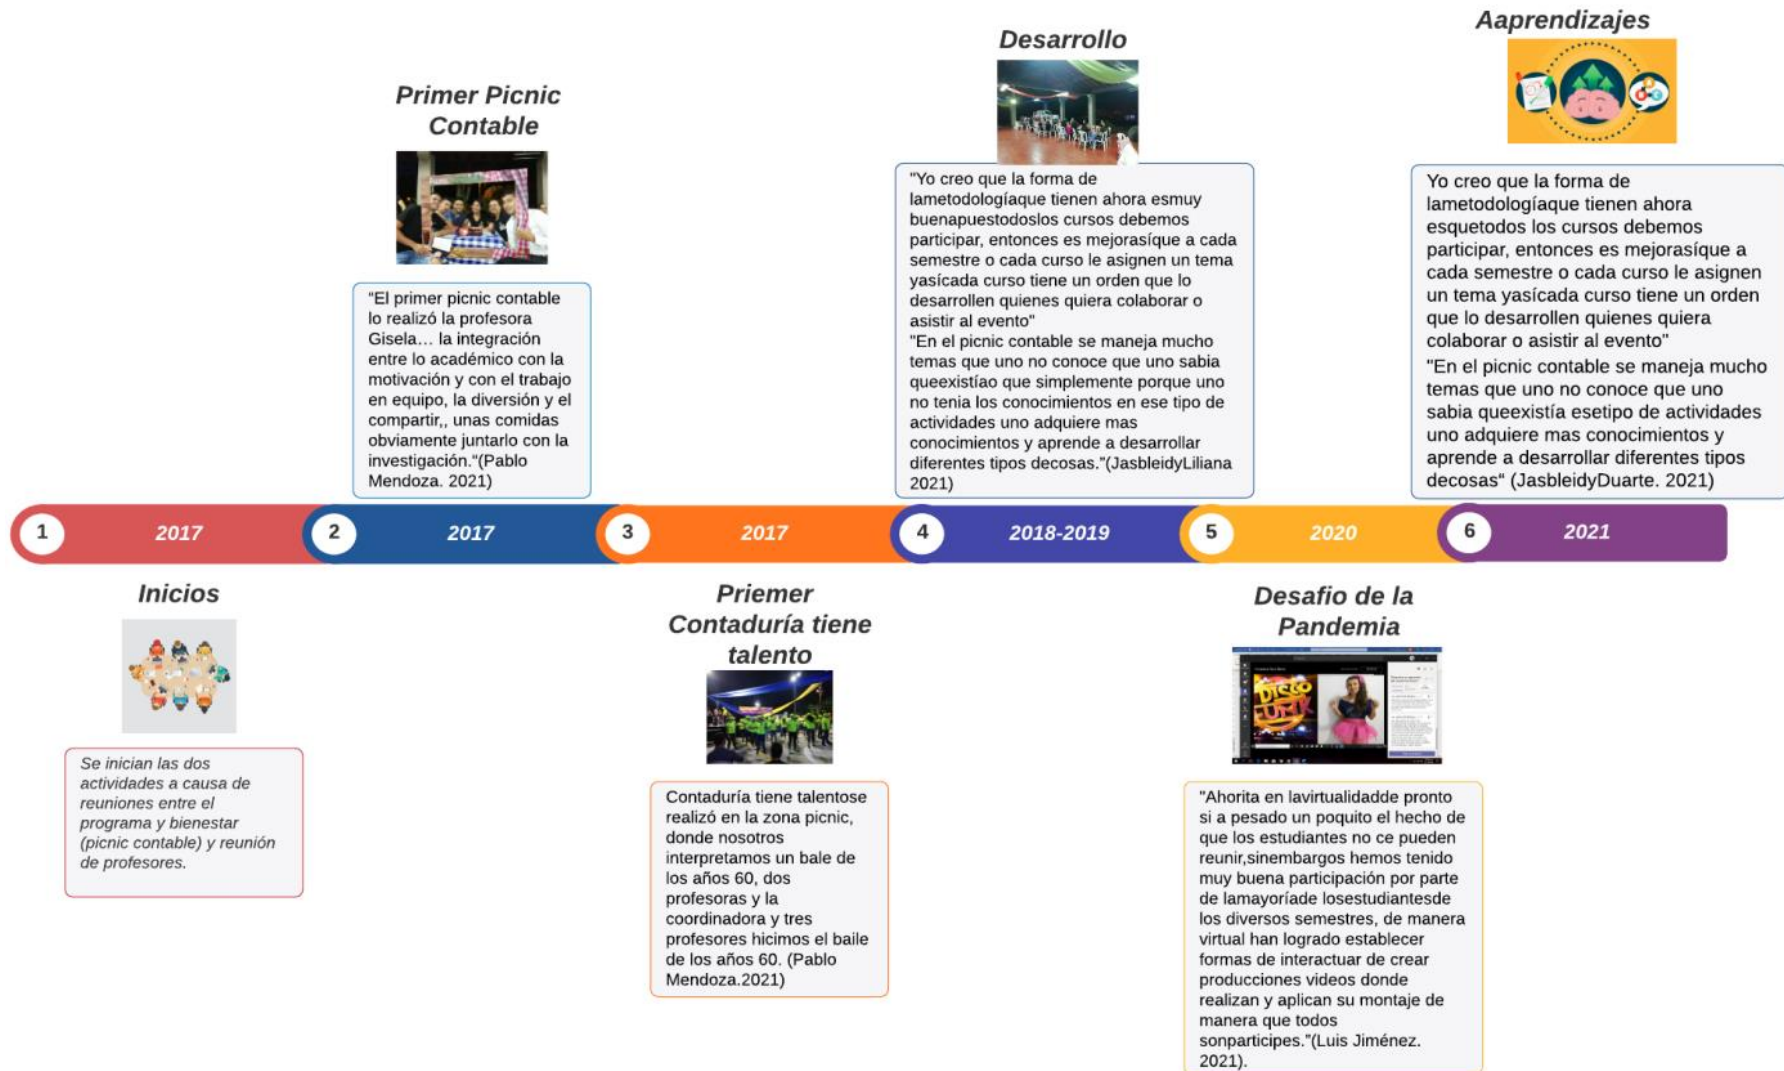 Aaprendizajes
Desarrollo
Primer Picnic
Contable
"Yo creo que la forma de
lametodologíaque tienen ahora esmuy
buenapuestodoslos cursos debemos
participar, entonces es mejorasíque a cada
semestre o cada curso le asignen un tema
yasícada curso tiene un orden que lo
desarrollen quienes quiera colaborar o
asistir al evento"
"En el picnic contable se maneja mucho
temas que uno no conoce que uno sabia
queexistíao que simplemente porque uno
no tenia los conocimientos en ese tipo de
actividades uno adquiere mas
conocimientos y aprende a desarrollar
diferentes tipos decosas."(JasbleidyLiliana
2021)
Yo creo que la forma de
lametodologíaque tienen ahora
esquetodos los cursos debemos
participar, entonces es mejorasíque a
cada semestre o cada curso le asignen
un tema yasícada curso tiene un orden
que lo desarrollen quienes quiera
colaborar o asistir al evento"
"En el picnic contable se maneja mucho
temas que uno no conoce que uno
sabia queexistía esetipo de actividades
uno adquiere mas conocimientos y
aprende a desarrollar diferentes tipos
decosas“ (JasbleidyDuarte. 2021)
“El primer picnic contable
lo realizó la profesora
Gisela… la integración
entre lo académico con la
motivación y con el trabajo
en equipo, la diversión y el
compartir,, unas comidas
obviamente juntarlo con la
investigación.“(Pablo
Mendoza. 2021)
1 2017 2 2017 3 2017 4 2018-2019 5 2020 6 2021
Inicios
Se inician las dos
actividades a causa de
reuniones entre el
programa y bienestar
(picnic contable) y reunión
de profesores.
Priemer
Contaduría tiene
talento
Contaduría tiene talentose
realizó en la zona picnic,
donde nosotros
interpretamos un bale de
los años 60, dos
profesoras y la
coordinadora y tres
profesores hicimos el baile
de los años 60. (Pablo
Mendoza.2021)
Desafio de la
Pandemia
DISCO
FUNK
"Ahorita en lavirtualidadde pronto
si a pesado un poquito el hecho de
que los estudiantes no ce pueden
reunir,sinembargos hemos tenido
muy buena participación por parte
de lamayoríade losestudiantesde
los diversos semestres, de manera
virtual han logrado establecer
formas de interactuar de crear
producciones videos donde
realizan y aplican su montaje de
manera que todos
sonparticipes."(Luis Jiménez.
2021).